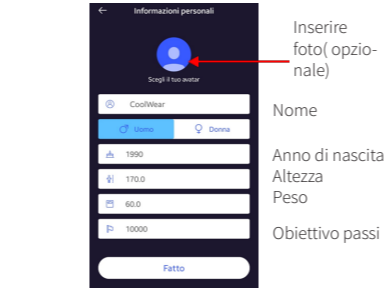 Informazioni personali
Inserire
foto( opzio-
nale)
Scegli il tuo avatar
CoolWear
Nome
Uomo
Donna
1990
Anno di nascita
170.0
Altezza
60.0
Peso
10000
Obiettivo passi
Fatto